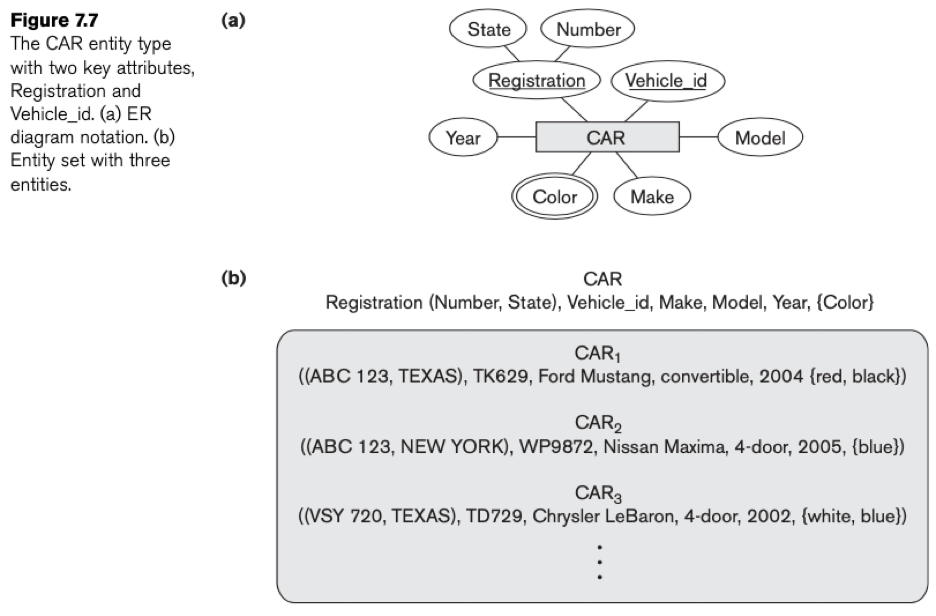 Figure 7.7
The CAR entity type
with two key attributes,
Registration and
Vehicle_id. (a) ER
diagram notation. (b)
Entity set with three
entities.
(a)
State
Number
Registration
Vehicle_id
Year
CAR
Model
Color
Make
(b)
CAR
Registration (Number, State), Vehicle_id, Make, Model, Year, {Color}
CAR₁
((ABC 123, TEXAS), TK629, Ford Mustang, convertible, 2004 {red, black})
CAR₂
((ABC 123, NEW YORK), WP9872, Nissan Maxima, 4-door, 2005, {blue})
CAR₃
((VSY 720, TEXAS), TD729, Chrysler LeBaron, 4-door, 2002, {white, blue})